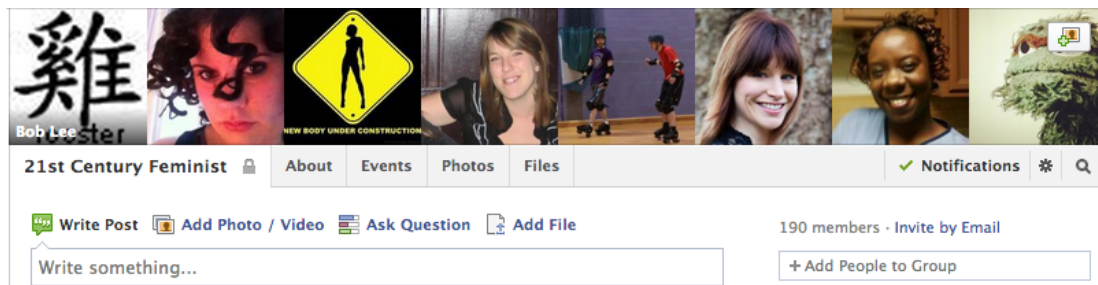 雞
rooster
Bob Lee
NEW BODY UNDER CONSTRUCTION
21st Century Feminist
About
Events
Photos
Files
Notifications
Write Post
Add Photo / Video
Ask Question
Add File
190 members · Invite by Email
Write something...
+ Add People to Group